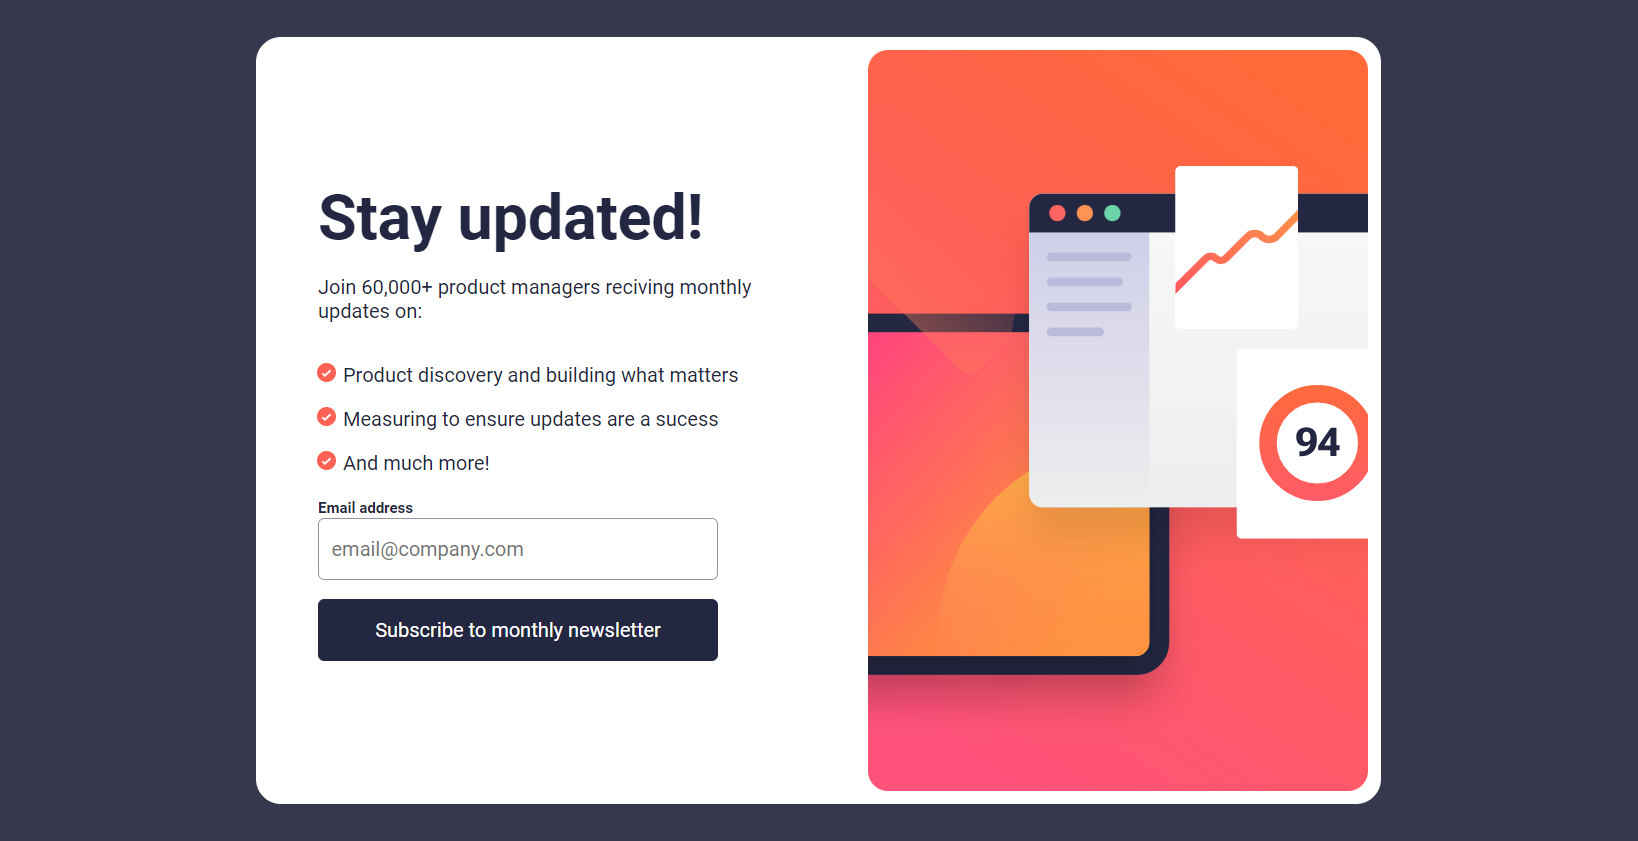 Stay updated!
Join 60,000+ product managers reciving monthly
updates on:
Product discovery and building what matters
Measuring to ensure updates are a sucess
And much more!
Email address
email@company.com
Subscribe to monthly newsletter
94